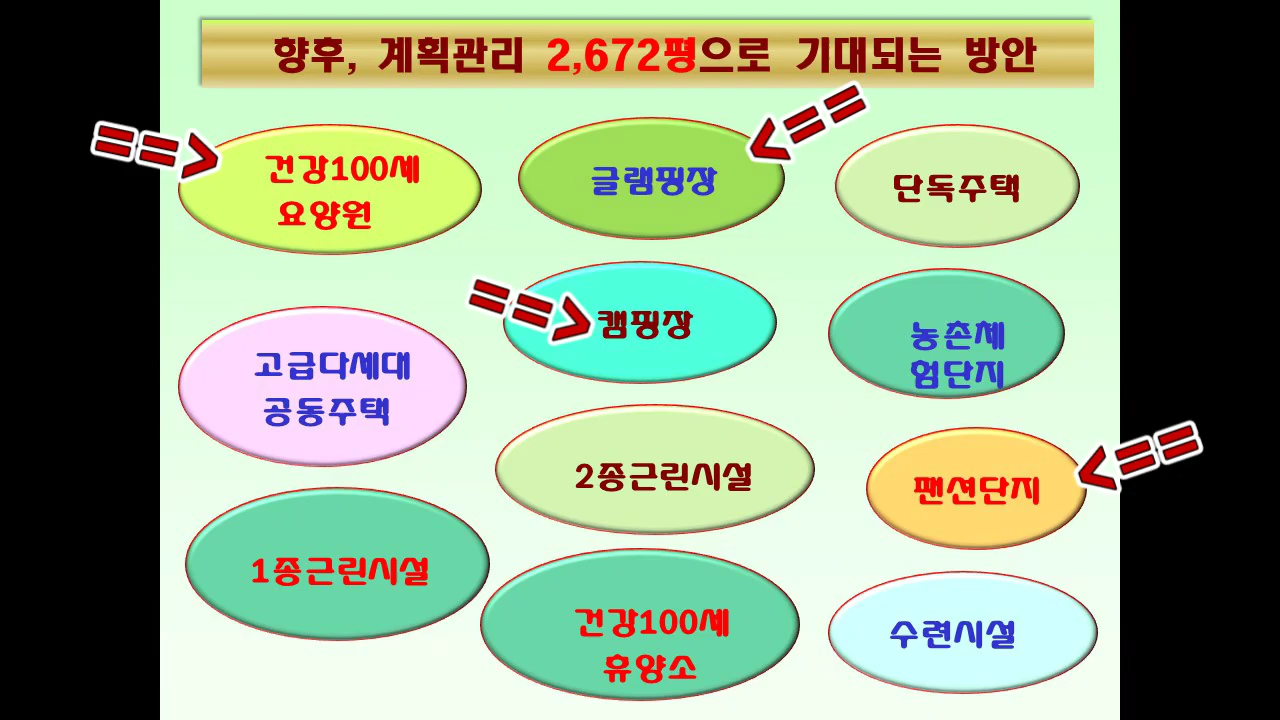 향후, 계획관리 2,672평으로 기대되는 방안
==>
건강100세
요양원
글램핑장
<==
단독주택
==>
캠핑장
농촌체
험단지
고급다세대
공동주택
2종근린시설
팬션단지
<==
1종근린시설
건강100세
휴양소
수련시설